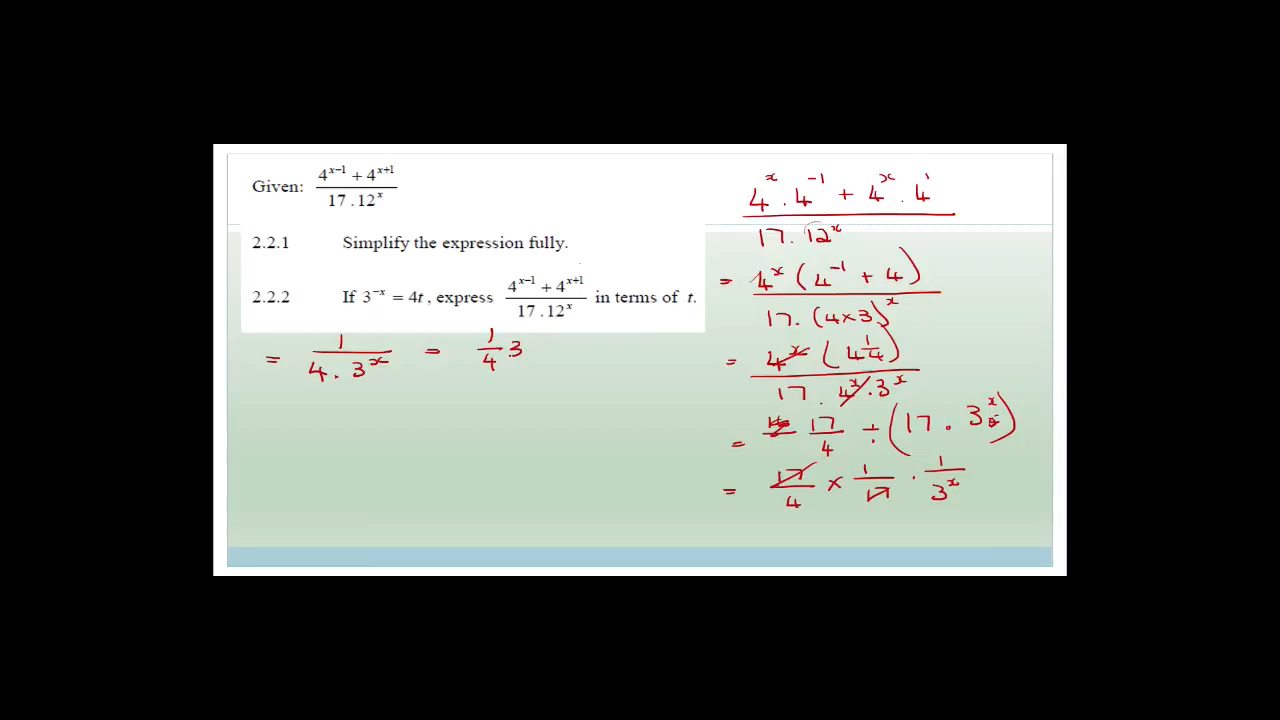 Given: (4^(x−1) + 4^(x+1)) / (17 . 12^x)
2.2.1 Simplify the expression fully.
2.2.2 If 3^(−x) = 4t, express (4^(x−1) + 4^(x+1)) / (17 . 12^x) in terms of t.
= 1 / (4 . 3^x) = 1/4 . 3
(4^x . 4^(-1) + 4^x . 4^1) / (17 . 12^x)
= 4^x (4^(-1) + 4) / (17 . (4×3)^x)
= 4^x (4 1/4) / (17 . 4^x . 3^x)
= 17/4 ÷ (17 . 3^x)
= 17/4 × 1/17 . 1/3^x